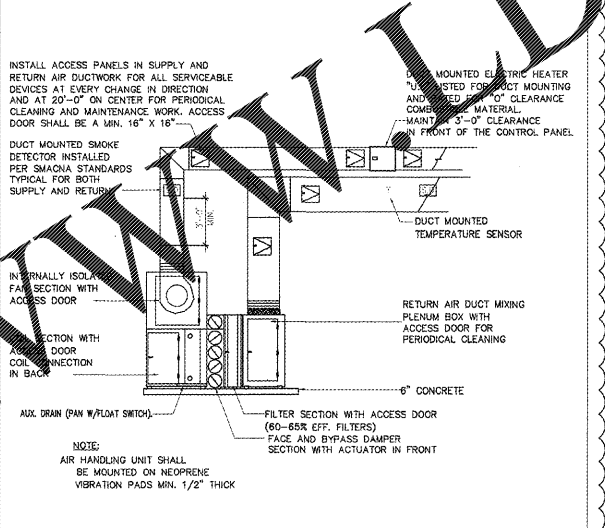 INSTALL ACCESS PANELS IN SUPPLY AND
RETURN AIR DUCTWORK FOR ALL SERVICEABLE
DEVICES AT EVERY CHANGE IN DIRECTION
AND AT 20'-0" ON CENTER FOR PERIODICAL
CLEANING AND MAINTENANCE WORK. ACCESS
DOOR SHALL BE A MIN. 16" X 16"
DUCT MOUNTED SMOKE
DETECTOR INSTALLED
PER SMACNA STANDARDS
TYPICAL FOR BOTH
SUPPLY AND RETURN
DUCT MOUNTED ELECTRIC HEATER
LISTED FOR DUCT MOUNTING
AND FOR "0" CLEARANCE
MATERIAL.
3'-0" CLEARANCE
IN FRONT OF THE CONTROL PANEL
3'-0"
MIN.
DUCT MOUNTED
TEMPERATURE SENSOR
INTERNALLY
FAN SECTION WITH
ACCESS DOOR
SECTION WITH
DOOR
COIL
IN BACK
RETURN AIR DUCT MIXING
PLENUM BOX WITH
ACCESS DOOR FOR
PERIODICAL CLEANING
6" CONCRETE
AUX. DRAIN (PAN W/FLOAT SWITCH).
FILTER SECTION WITH ACCESS DOOR
(60-65% EFF. FILTERS)
FACE AND BYPASS DAMPER
SECTION WITH ACTUATOR IN FRONT
NOTE:
AIR HANDLING UNIT SHALL
BE MOUNTED ON NEOPRENE
VIBRATION PADS MIN. 1/2" THICK